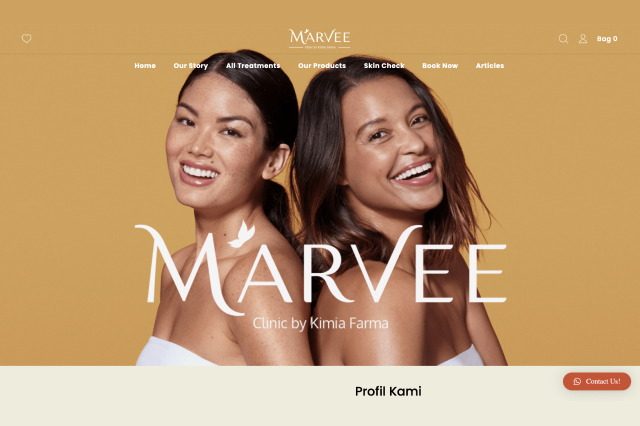 MARVEE
Bag 0
Home Our Story All Treatments Our Products Skin Check Book Now Articles
MARVEE
Clinic by Kimia Farma
Profil Kami
Contact Us!